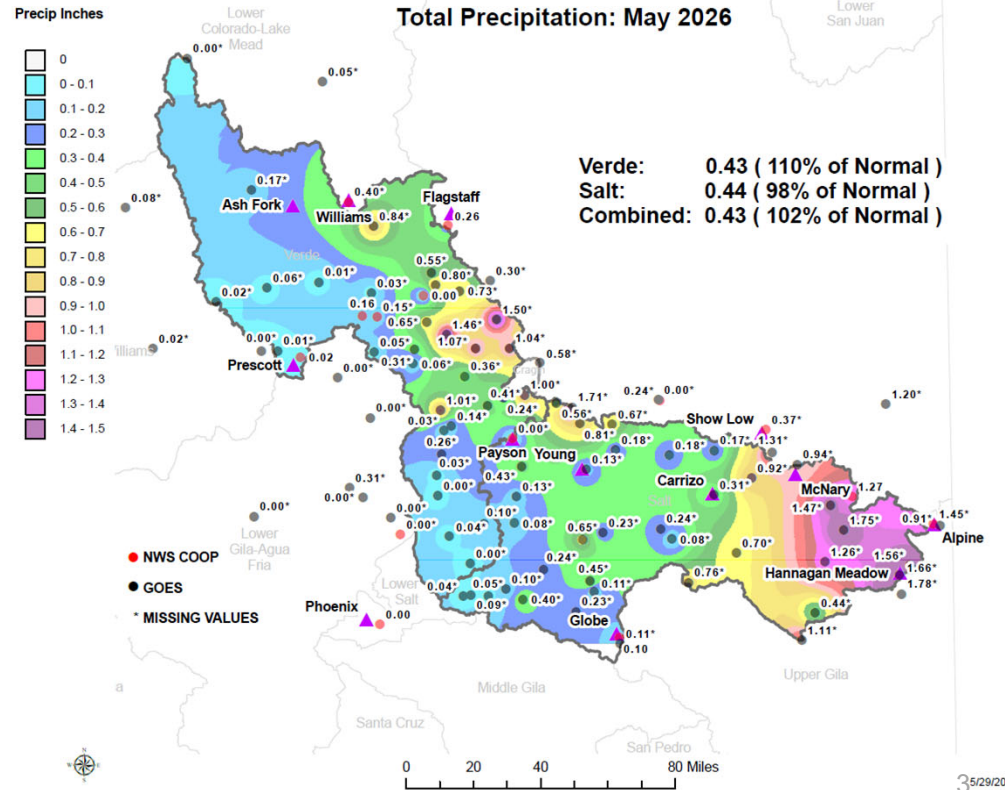 Precip Inches
0
0 - 0.1
0.1 - 0.2
0.2 - 0.3
0.3 - 0.4
0.4 - 0.5
0.5 - 0.6
0.6 - 0.7
0.7 - 0.8
0.8 - 0.9
0.9 - 1.0
1.0 - 1.1
1.1 - 1.2
1.2 - 1.3
1.3 - 1.4
1.4 - 1.5
Total Precipitation: May 2026
Verde: 0.43 ( 110% of Normal )
Salt: 0.44 ( 98% of Normal )
Combined: 0.43 ( 102% of Normal )
Lower
Colorado-Lake
Mead
Lower
San Juan
0.00*
0.05*
0.08*
0.17*
Ash Fork
0.40*
Williams
0.84*
Flagstaff
0.26
Verde
0.55*
0.80*
0.73*
0.30*
0.02*
0.06*
0.01*
0.03*
0.00
0.16
0.15*
0.65*
1.50*
1.46*
1.07*
1.04*
0.02*
0.00*
0.01*
0.02
Prescott
0.05*
0.31*
0.06*
0.36*
0.58*
0.00*
0.00*
1.01*
0.41*
1.00*
1.71*
0.24*
0.00*
1.20*
0.03*
0.14*
0.24*
0.00*
0.56*
0.67*
0.81*
Show Low
0.37*
0.26*
Payson
Young
0.18*
0.18*
0.17*
1.31*
0.03*
0.43*
0.13*
0.92*
0.94*
0.31*
0.00*
0.00*
0.13*
Carrizo
0.31*
Salt
McNary
1.27
1.47*
0.00*
0.00*
0.00*
0.10*
0.08*
0.65*
0.23*
0.24*
0.08*
1.75*
0.91*
1.45*
Alpine
0.04*
Lower
Gila-Agua
Fria
0.00*
0.24*
0.70*
1.26*
1.56*
Hannagan Meadow
1.66*
1.78*
Lower
Salt
0.04*
0.05*
0.10*
0.45*
0.11*
0.76*
0.09*
0.40*
0.23*
0.44*
Phoenix
0.00
Globe
0.11*
0.10
1.11*
NWS COOP
GOES
* MISSING VALUES
Middle Gila
Upper Gila
Santa Cruz
San Pedro
N
0 20 40 80 Miles
3